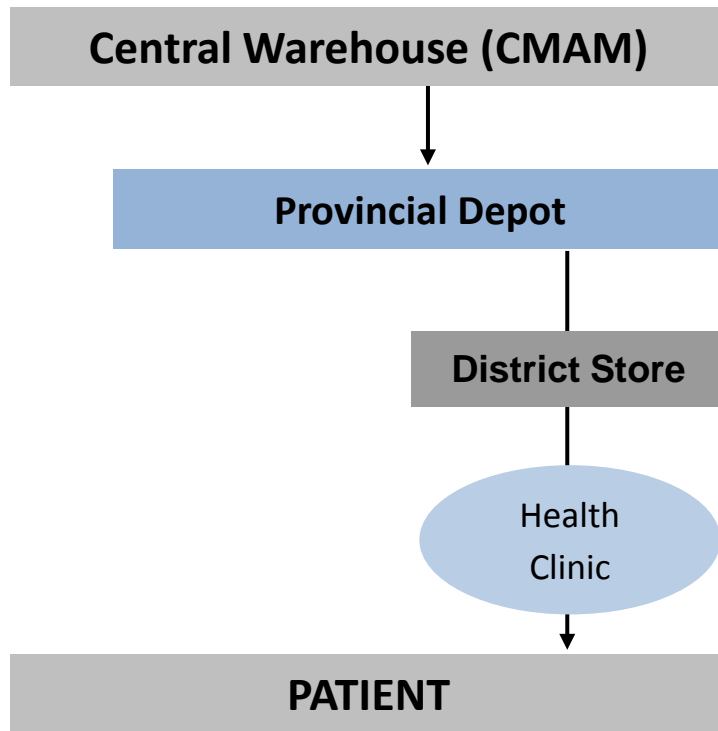 Central Warehouse (CMAM)
Provincial Depot
District Store
Health
Clinic
PATIENT